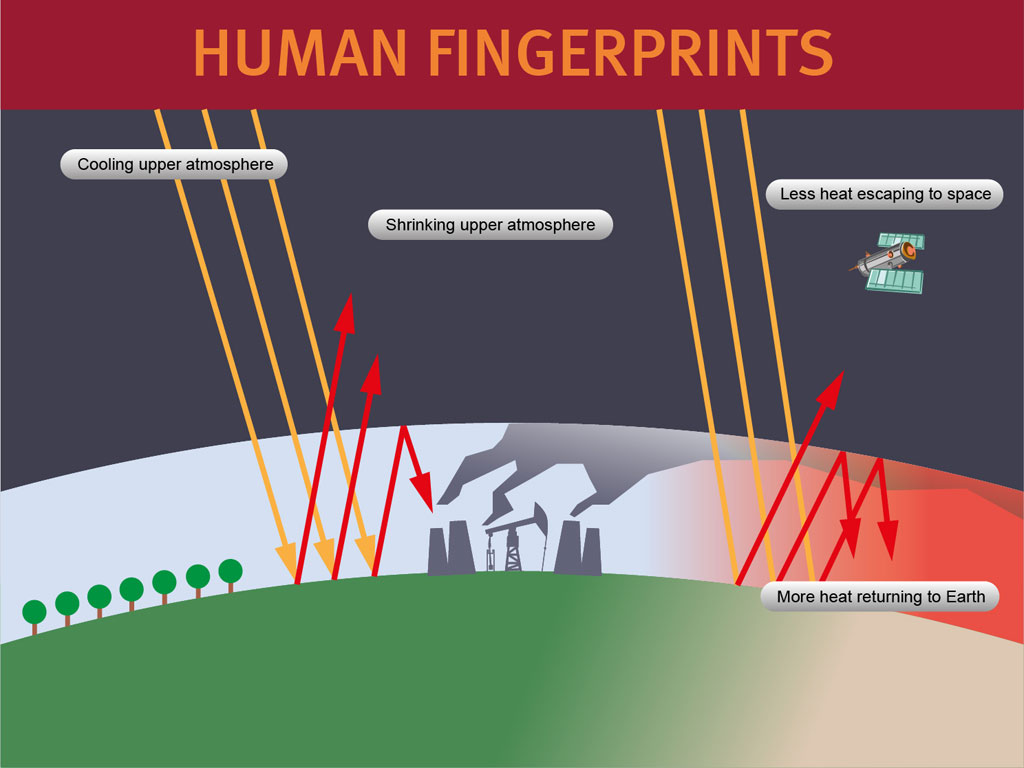 HUMAN FINGERPRINTS
Cooling upper atmosphere
Less heat escaping to space
Shrinking upper atmosphere
More heat returning to Earth